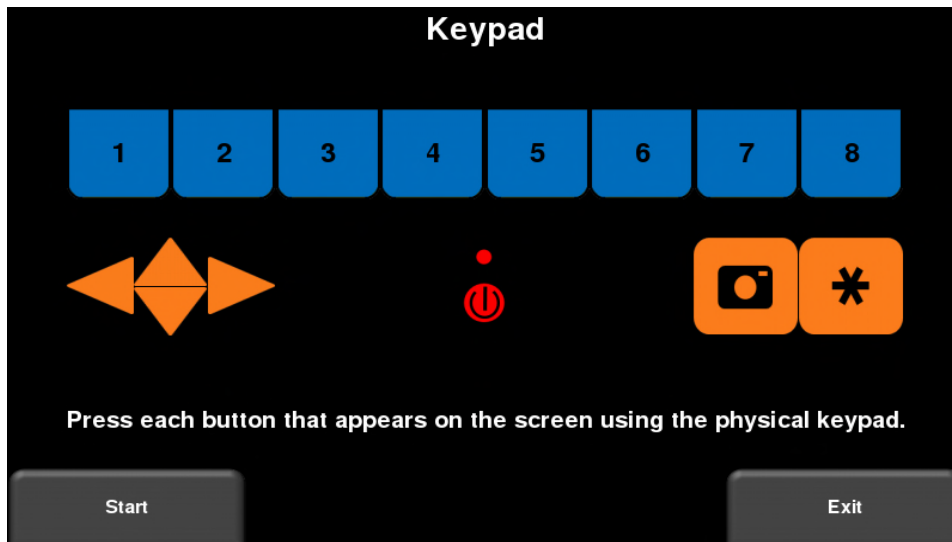 Keypad
1 2 3 4 5 6 7 8
*
Press each button that appears on the screen using the physical keypad.
Start Exit